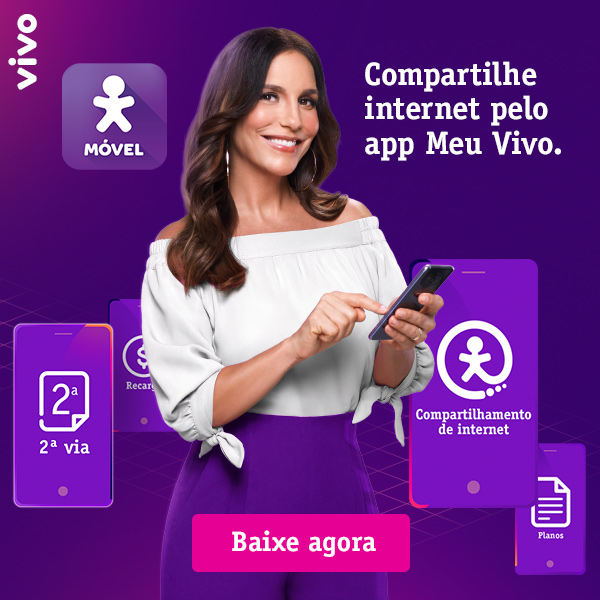 vivo
MÓVEL
Compartilhe
internet pelo
app Meu Vivo.
2ª
2ª via
$
Compartilhamento
de internet
Planos
Baixe agora